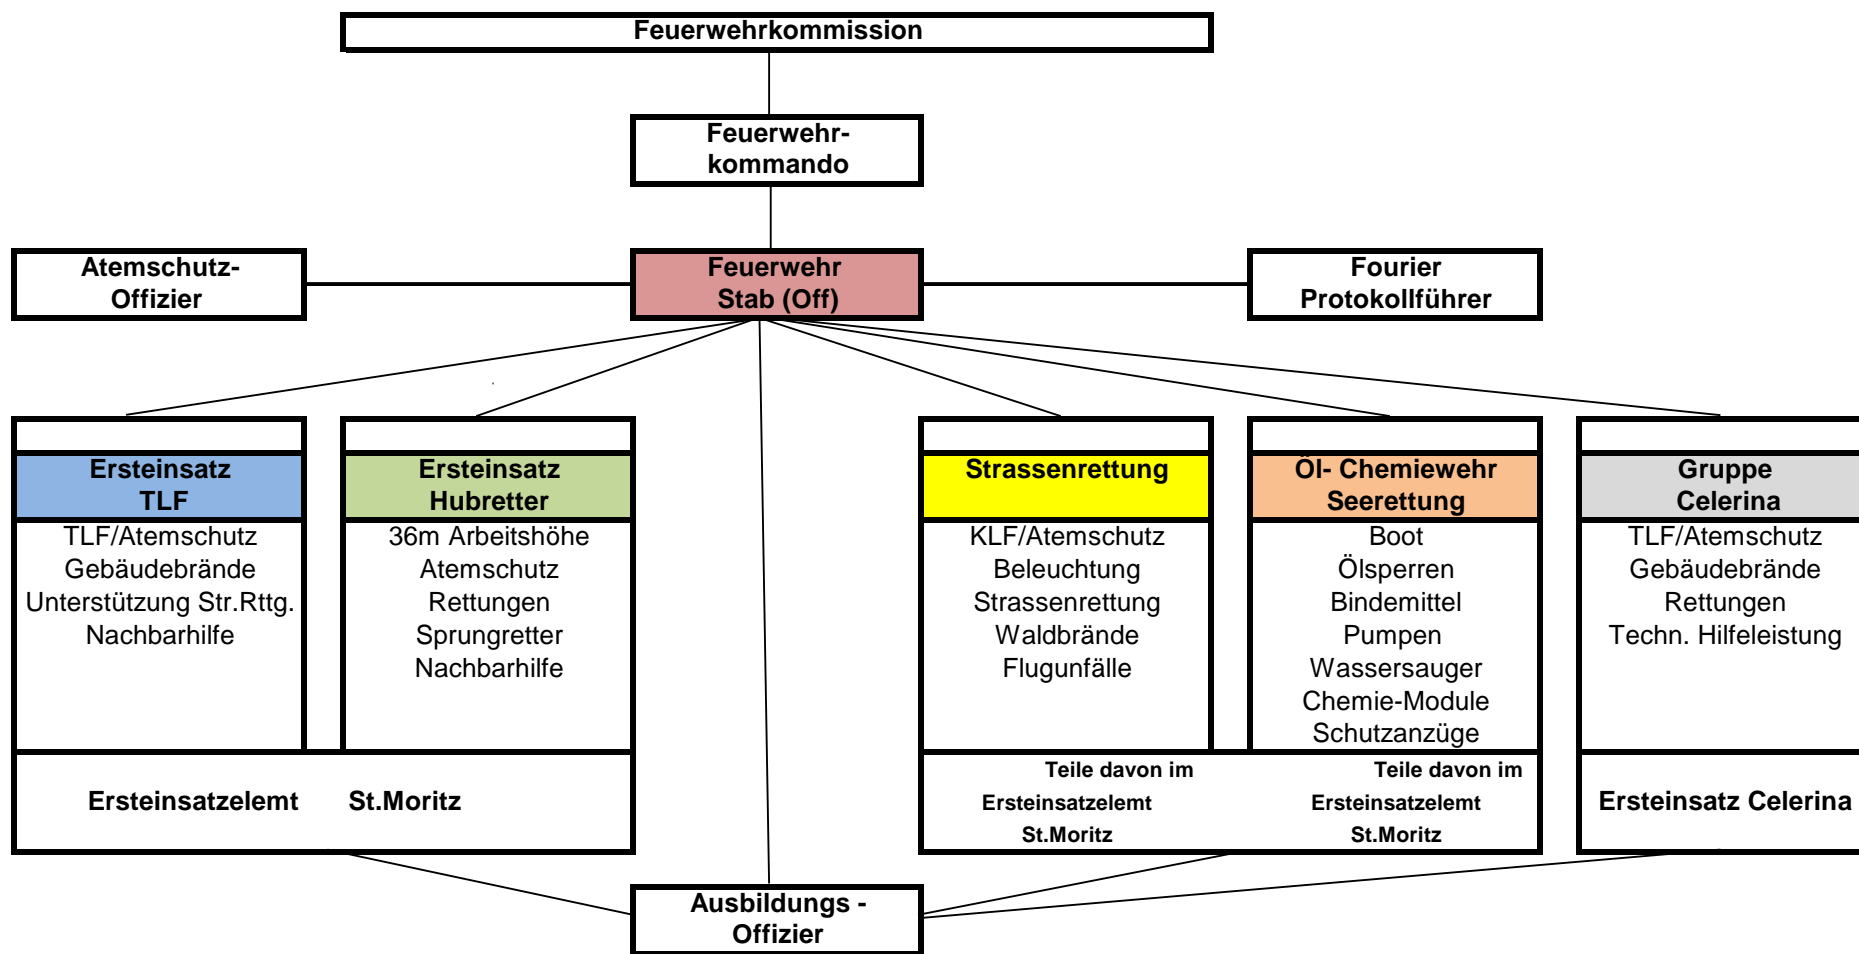 Feuerwehrkommission
Feuerwehr-
kommando
Atemschutz-
Offizier
Feuerwehr
Stab (Off)
Fourier
Protokollführer
Ersteinsatz
TLF
TLF/Atemschutz
Gebäudebrände
Unterstützung Str.Rttg.
Nachbarhilfe
Ersteinsatz
Hubretter
36m Arbeitshöhe
Atemschutz
Rettungen
Sprungretter
Nachbarhilfe
Ersteinsatzelemt St.Moritz
Strassenrettung
KLF/Atemschutz
Beleuchtung
Strassenrettung
Waldbrände
Flugunfälle
Teile davon im
Ersteinsatzelemt
St.Moritz
Öl- Chemiewehr
Seerettung
Boot
Ölsperren
Bindemittel
Pumpen
Wassersauger
Chemie-Module
Schutzanzüge
Teile davon im
Ersteinsatzelemt
St.Moritz
Gruppe
Celerina
TLF/Atemschutz
Gebäudebrände
Rettungen
Techn. Hilfeleistung
Ersteinsatz Celerina
Ausbildungs -
Offizier